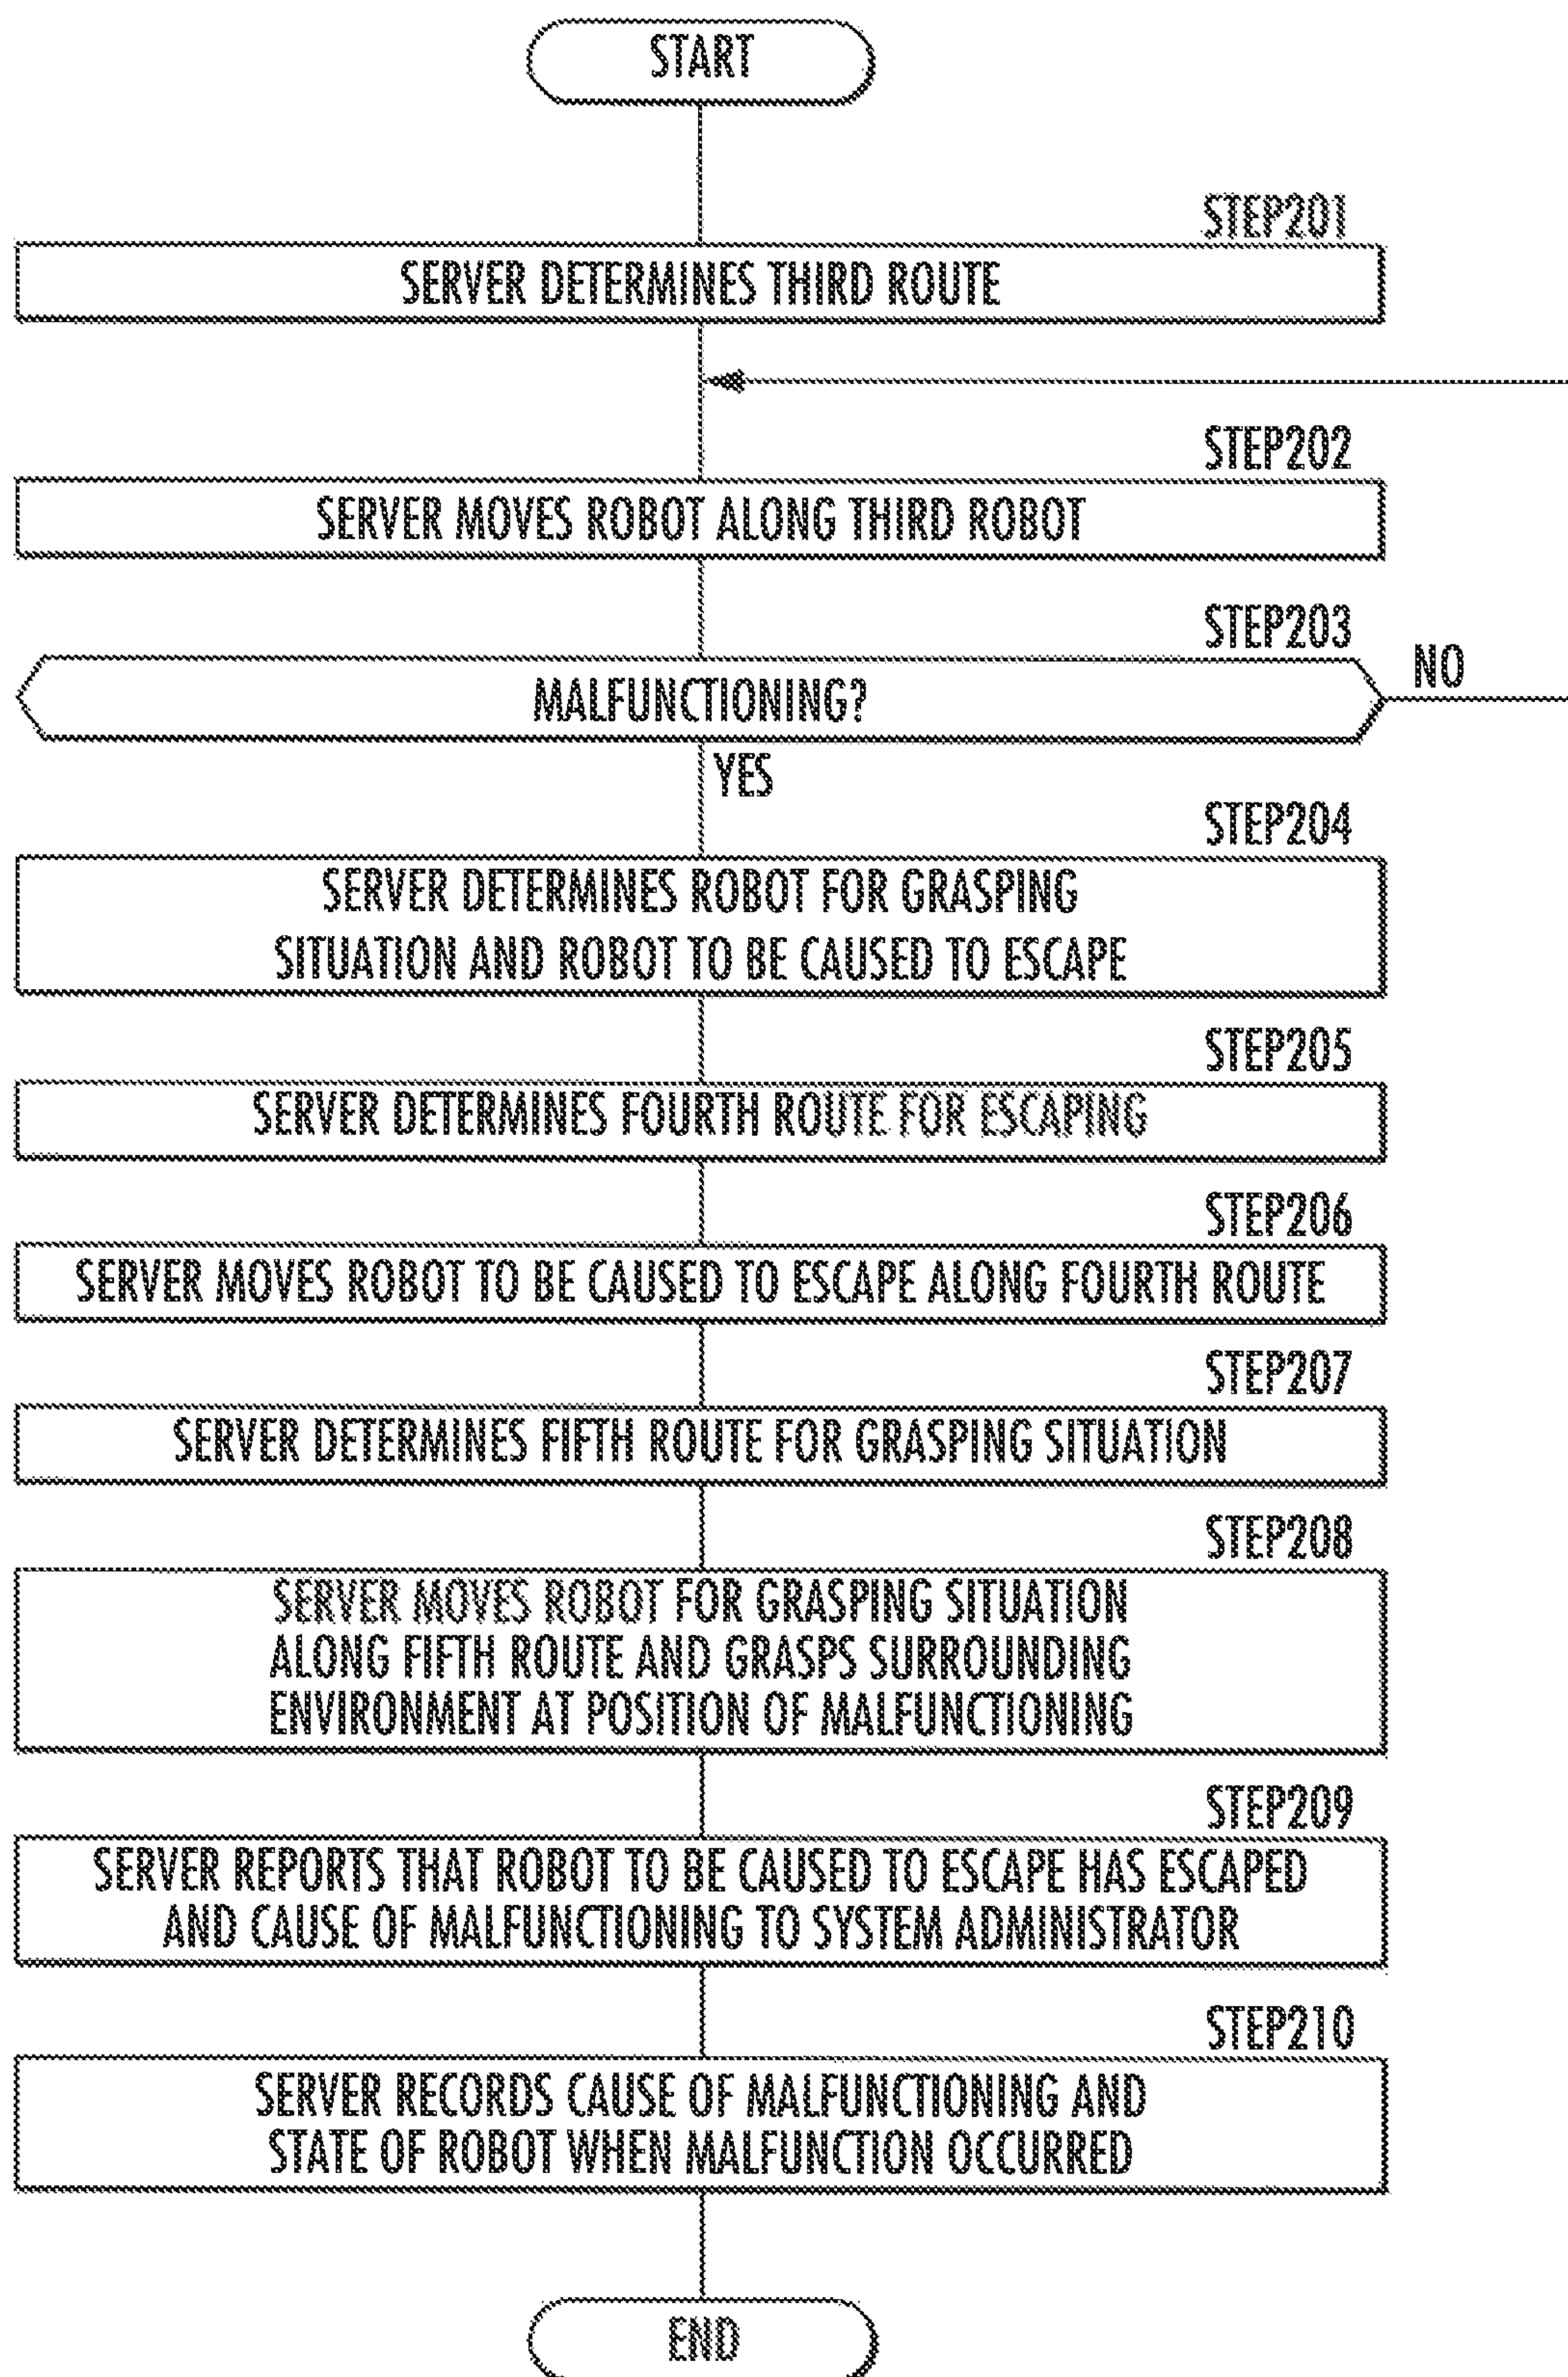 START
STEP201
SERVER DETERMINES THIRD ROUTE
STEP202
SERVER MOVES ROBOT ALONG THIRD ROBOT
STEP203
MALFUNCTIONING?
NO
YES
STEP204
SERVER DETERMINES ROBOT FOR GRASPING
SITUATION AND ROBOT TO BE CAUSED TO ESCAPE
STEP205
SERVER DETERMINES FOURTH ROUTE FOR ESCAPING
STEP206
SERVER MOVES ROBOT TO BE CAUSED TO ESCAPE ALONG FOURTH ROUTE
STEP207
SERVER DETERMINES FIFTH ROUTE FOR GRASPING SITUATION
STEP208
SERVER MOVES ROBOT FOR GRASPING SITUATION
ALONG FIFTH ROUTE AND GRASPS SURROUNDING
ENVIRONMENT AT POSITION OF MALFUNCTIONING
STEP209
SERVER REPORTS THAT ROBOT TO BE CAUSED TO ESCAPE HAS ESCAPED
AND CAUSE OF MALFUNCTIONING TO SYSTEM ADMINISTRATOR
STEP210
SERVER RECORDS CAUSE OF MALFUNCTIONING AND
STATE OF ROBOT WHEN MALFUNCTION OCCURRED
END